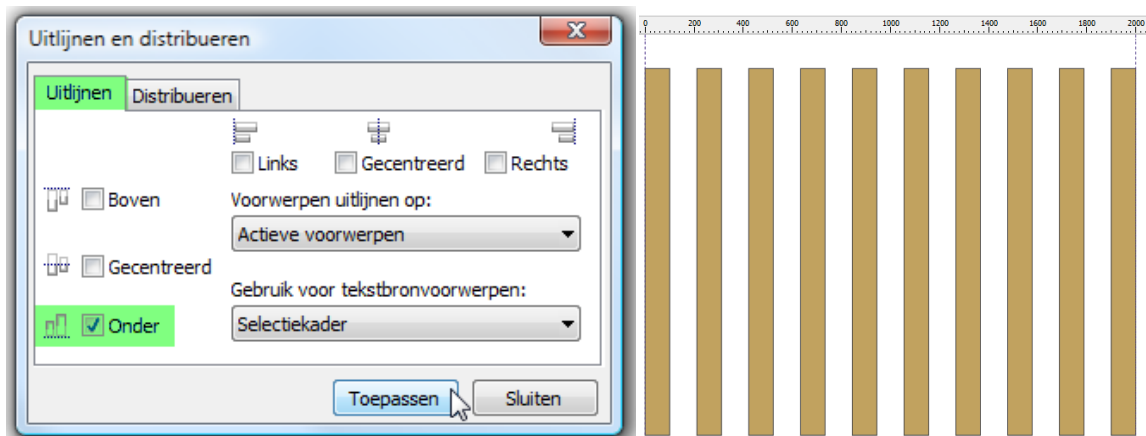 Uitlijnen en distribueren
Uitlijnen Distribueren
Links Gecentreerd Rechts
Boven
Voorwerpen uitlijnen op:
Actieve voorwerpen
Gecentreerd
Gebruik voor tekstbronvoorwerpen:
Onder
Selectiekader
Toepassen Sluiten
0 200 400 600 800 1000 1200 1400 1600 1800 2000